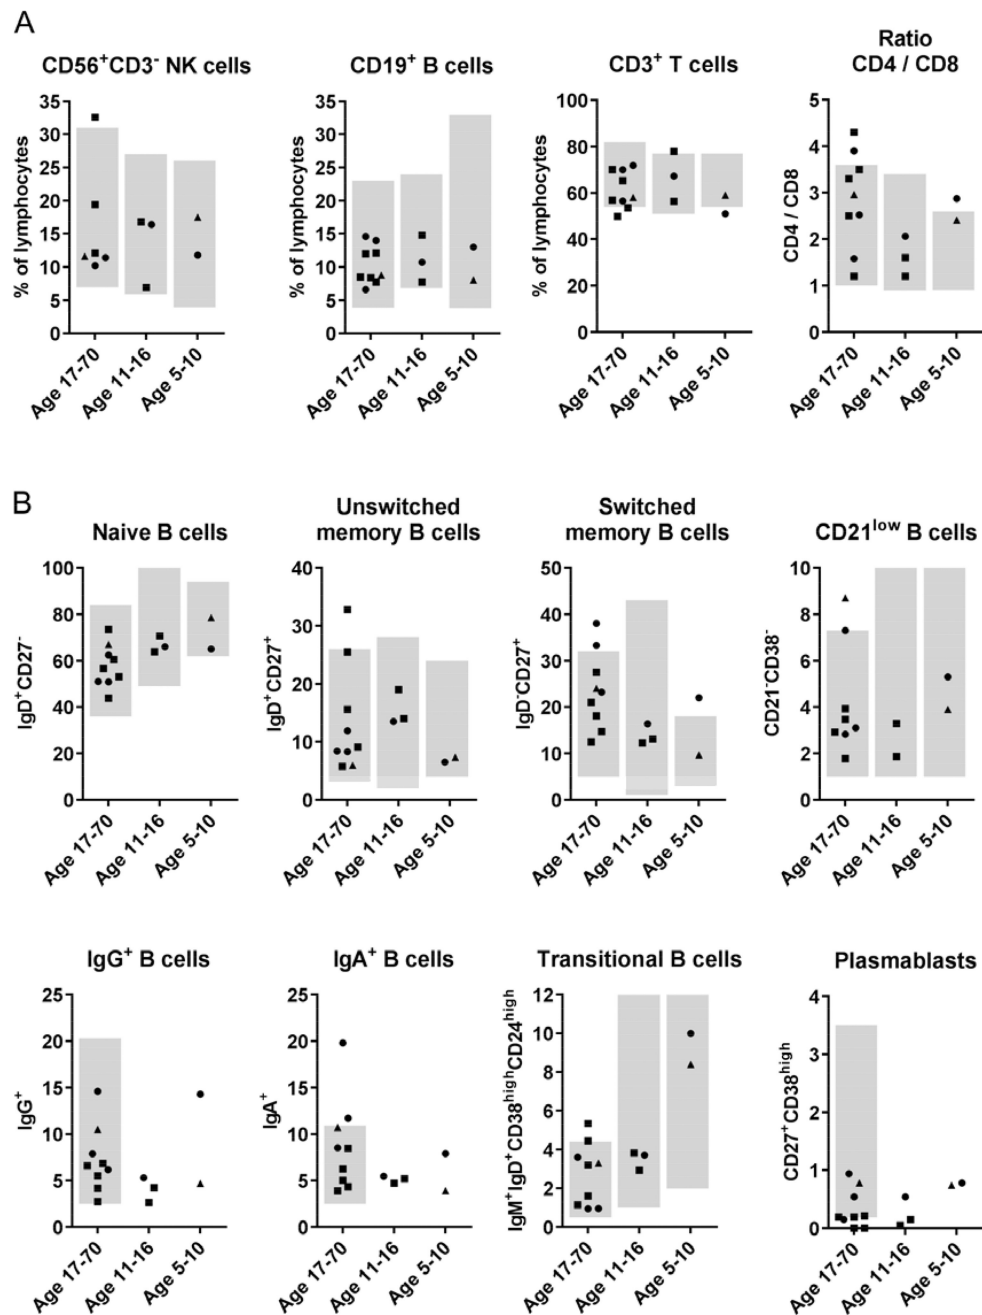 A
CD56⁺CD3⁻ NK cells
% of lymphocytes
35
30
25
20
15
10
5
0
Age 17-70
Age 11-16
Age 5-10
CD19⁺ B cells
% of lymphocytes
35
30
25
20
15
10
5
0
Age 17-70
Age 11-16
Age 5-10
CD3⁺ T cells
% of lymphocytes
100
80
60
40
20
0
Age 17-70
Age 11-16
Age 5-10
Ratio
CD4 / CD8
CD4 / CD8
5
4
3
2
1
0
Age 17-70
Age 11-16
Age 5-10
B
Naive B cells
IgD⁺CD27⁻
100
80
60
40
20
0
Age 17-70
Age 11-16
Age 5-10
Unswitched
memory B cells
IgD⁺CD27⁺
40
30
20
10
0
Age 17-70
Age 11-16
Age 5-10
Switched
memory B cells
IgD⁻CD27⁺
50
40
30
20
10
0
Age 17-70
Age 11-16
Age 5-10
CD21ˡᵒʷ B cells
CD21⁻CD38⁻
10
8
6
4
2
0
Age 17-70
Age 11-16
Age 5-10
IgG⁺ B cells
IgG⁺
25
20
15
10
5
0
Age 17-70
Age 11-16
Age 5-10
IgA⁺ B cells
IgA⁺
25
20
15
10
5
0
Age 17-70
Age 11-16
Age 5-10
Transitional B cells
IgM⁺IgD⁺CD38ʰⁱᵍʰCD24ʰⁱᵍʰ
12
10
8
6
4
2
0
Age 17-70
Age 11-16
Age 5-10
Plasmablasts
CD27⁺CD38ʰⁱᵍʰ
4
3
2
1
0
Age 17-70
Age 11-16
Age 5-10